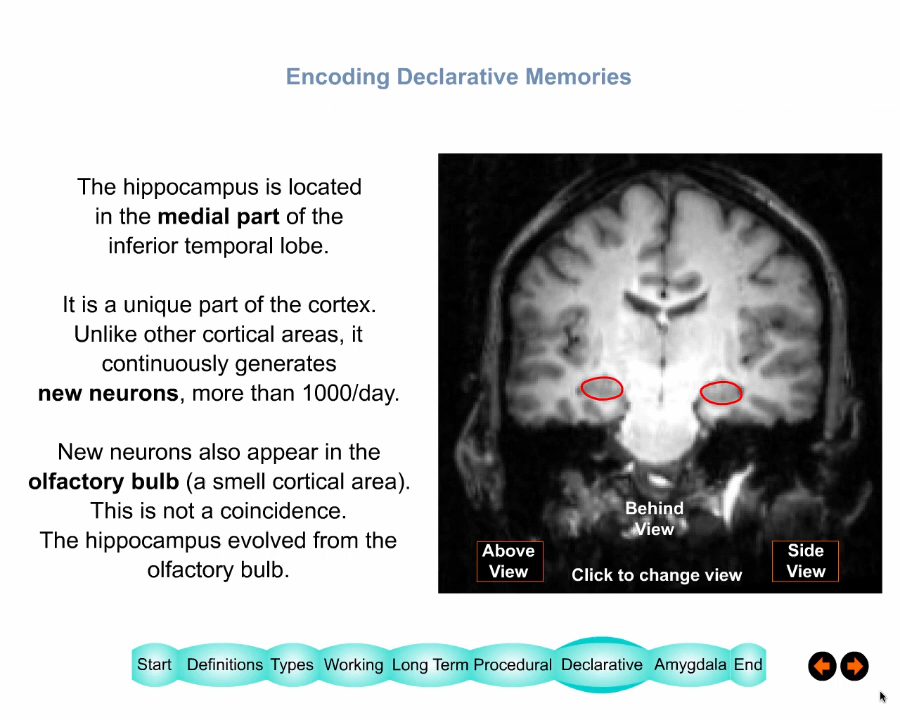 Encoding Declarative Memories
The hippocampus is located
in the medial part of the
inferior temporal lobe.
It is a unique part of the cortex.
Unlike other cortical areas, it
continuously generates
new neurons, more than 1000/day.
New neurons also appear in the
olfactory bulb (a smell cortical area).
This is not a coincidence.
The hippocampus evolved from the
olfactory bulb.
Behind
View
Above
View
Click to change view
Side
View
Start Definitions Types Working Long Term Procedural Declarative Amygdala End